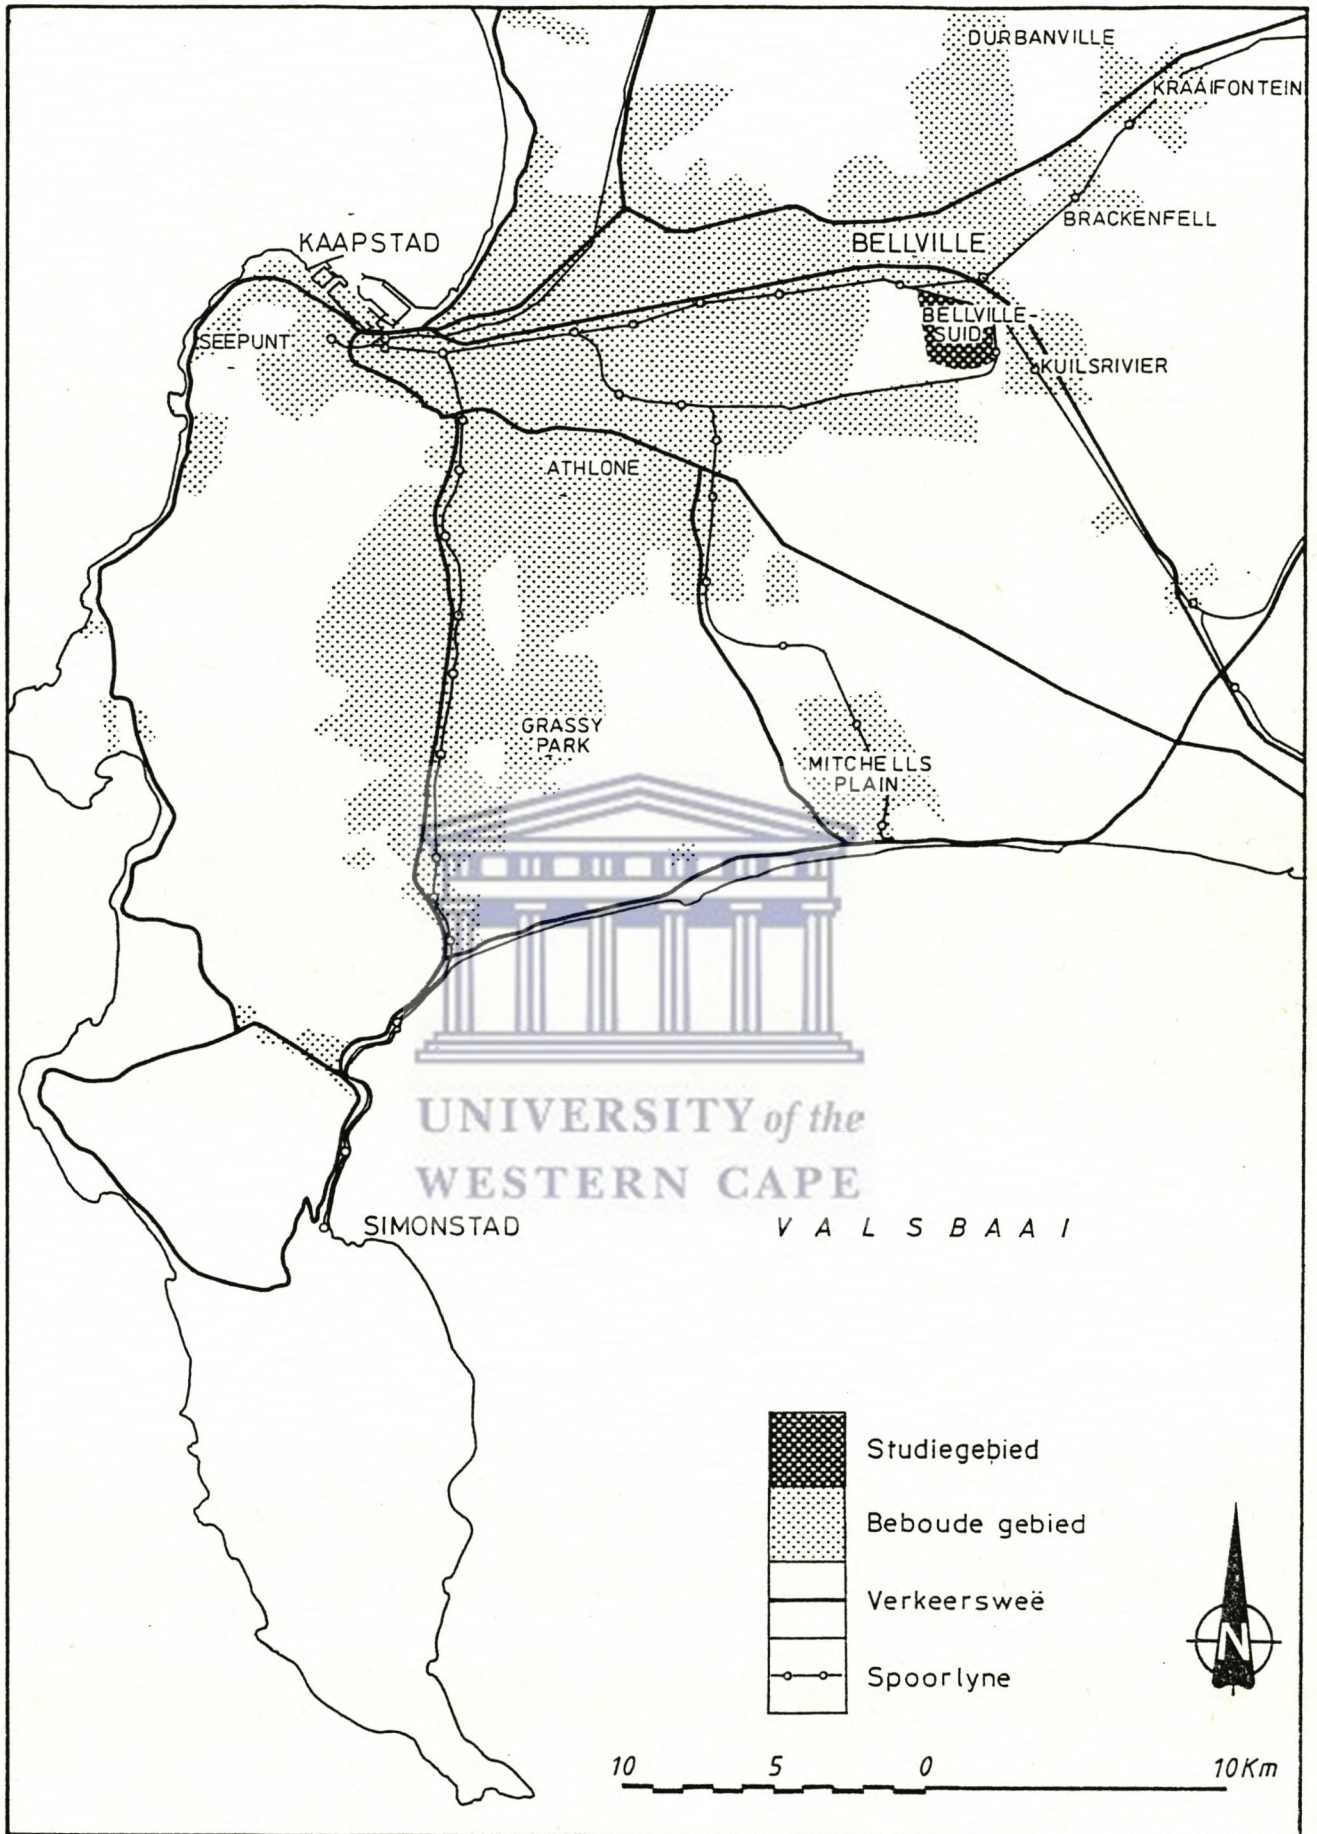 DURBANVILLE
KRAAIFONTEIN
BRACKENFELL
KAAPSTAD
BELLVILLE
SEEPUNT
BELLVILLE-
SUID
KUILSRIVIER
ATHLONE
GRASSY
PARK
MITCHELLS
PLAIN
UNIVERSITY of the
WESTERN CAPE
SIMONSTAD
VALSBAAI
Studiegebied
Beboude gebied
Verkeersweë
Spoorlyne
N
10 5 0 10Km